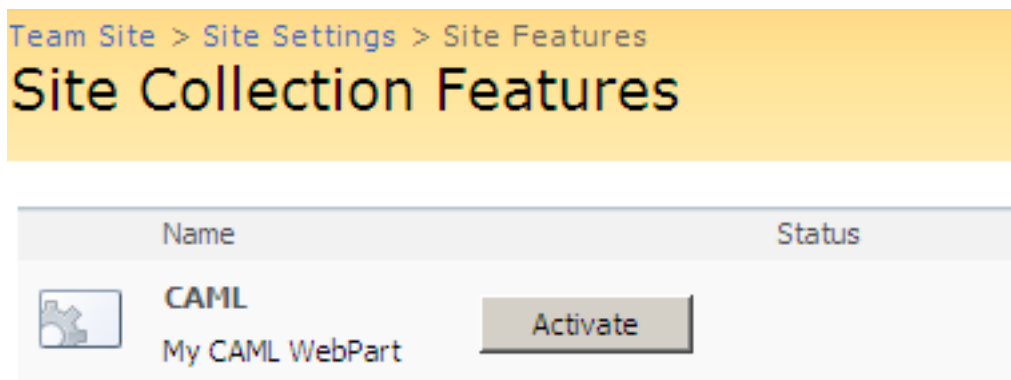 Team Site > Site Settings > Site Features
Site Collection Features
Name Status
CAML
Activate
My CAML WebPart